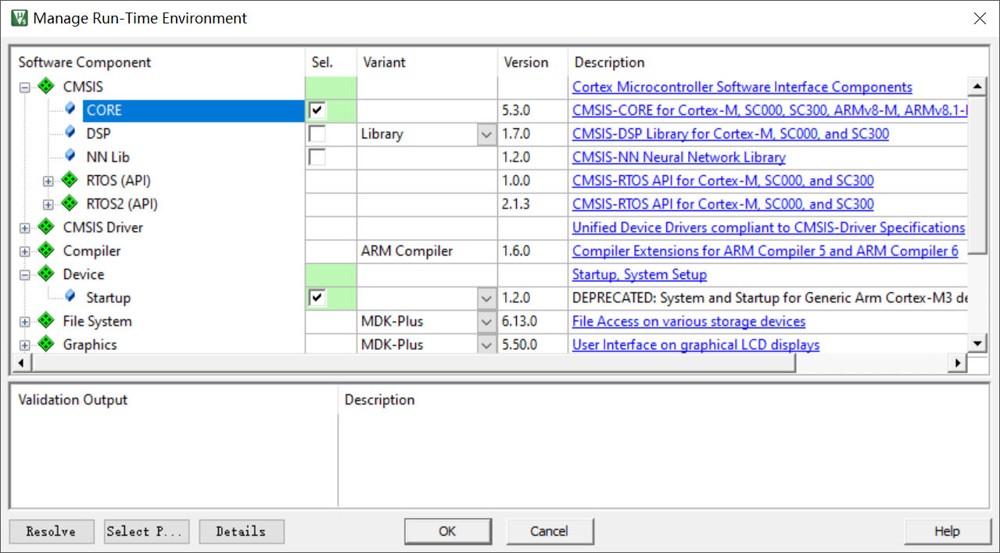 Manage Run-Time Environment
Software Component Sel. Variant Version Description
CMSIS Cortex Microcontroller Software Interface Components
CORE 5.3.0 CMSIS-CORE for Cortex-M, SC000, SC300, ARMv8-M, ARMv8.1-
DSP Library 1.7.0 CMSIS-DSP Library for Cortex-M, SC000, and SC300
NN Lib 1.2.0 CMSIS-NN Neural Network Library
RTOS (API) 1.0.0 CMSIS-RTOS API for Cortex-M, SC000, and SC300
RTOS2 (API) 2.1.3 CMSIS-RTOS API for Cortex-M, SC000, and SC300
CMSIS Driver Unified Device Drivers compliant to CMSIS-Driver Specifications
Compiler ARM Compiler 1.6.0 Compiler Extensions for ARM Compiler 5 and ARM Compiler 6
Device Startup, System Setup
Startup 1.2.0 DEPRECATED: System and Startup for Generic Arm Cortex-M3 de
File System MDK-Plus 6.13.0 File Access on various storage devices
Graphics MDK-Plus 5.50.0 User Interface on graphical LCD displays
Validation Output Description
Resolve Select P... Details OK Cancel Help